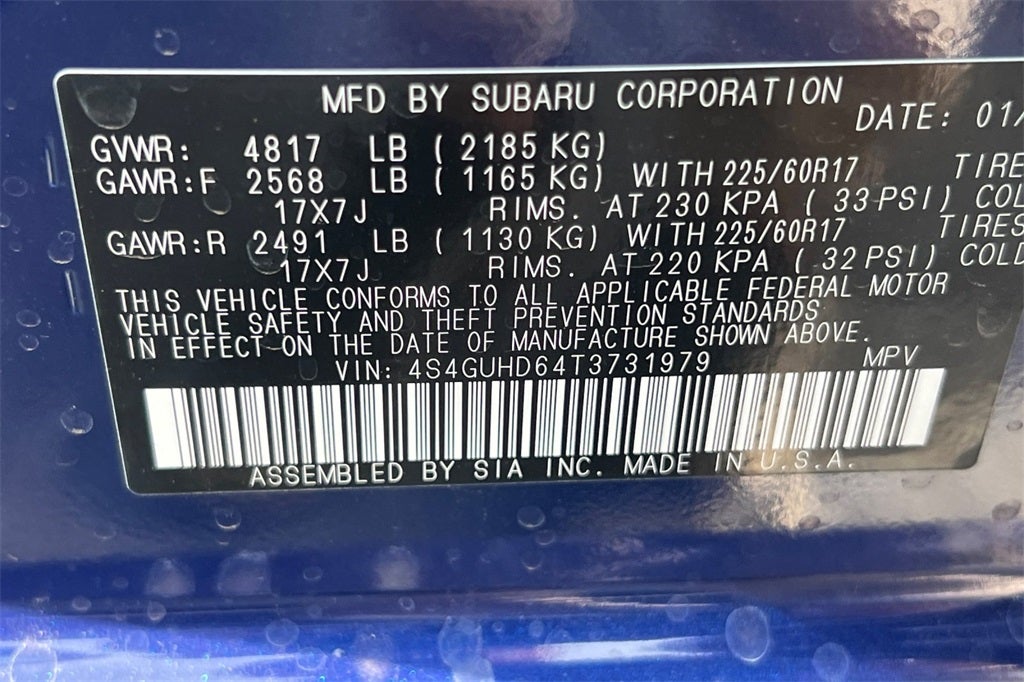 MFD BY SUBARU CORPORATION
DATE: 01/
GVWR: 4817 LB ( 2185 KG)
GAWR:F 2568 LB ( 1165 KG) WITH 225/60R17 TIRE
17X7J RIMS. AT 230 KPA ( 33 PSI) COL
GAWR:R 2491 LB ( 1130 KG) WITH 225/60R17 TIRES
17X7J RIMS. AT 220 KPA ( 32 PSI) COLD
THIS VEHICLE CONFORMS TO ALL APPLICABLE FEDERAL MOTOR
VEHICLE SAFETY AND THEFT PREVENTION STANDARDS
IN EFFECT ON THE DATE OF MANUFACTURE SHOWN ABOVE.
VIN: 4S4GUHD64T3731979 MPV
ASSEMBLED BY SIA INC. MADE IN U.S.A.